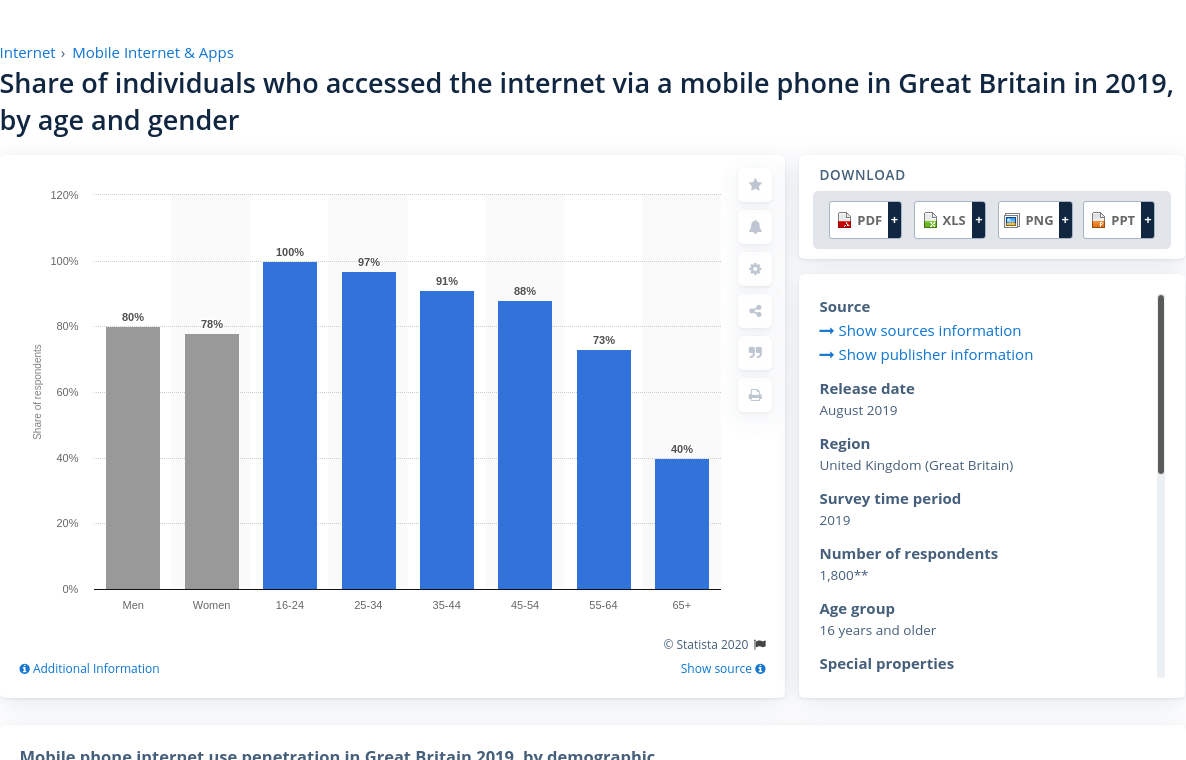 Internet › Mobile Internet & Apps
Share of individuals who accessed the internet via a mobile phone in Great Britain in 2019,
by age and gender
120%
100%
80%
60%
40%
20%
0%
Share of respondents
80%
78%
100%
97%
91%
88%
73%
40%
Men
Women
16-24
25-34
35-44
45-54
55-64
65+
© Statista 2020
Additional Information
Show source
DOWNLOAD
PDF +
XLS +
PNG +
PPT +
Source
Show sources information
Show publisher information
Release date
August 2019
Region
United Kingdom (Great Britain)
Survey time period
2019
Number of respondents
1,800**
Age group
16 years and older
Special properties
Mobile phone internet use penetration in Great Britain 2019, by demographic